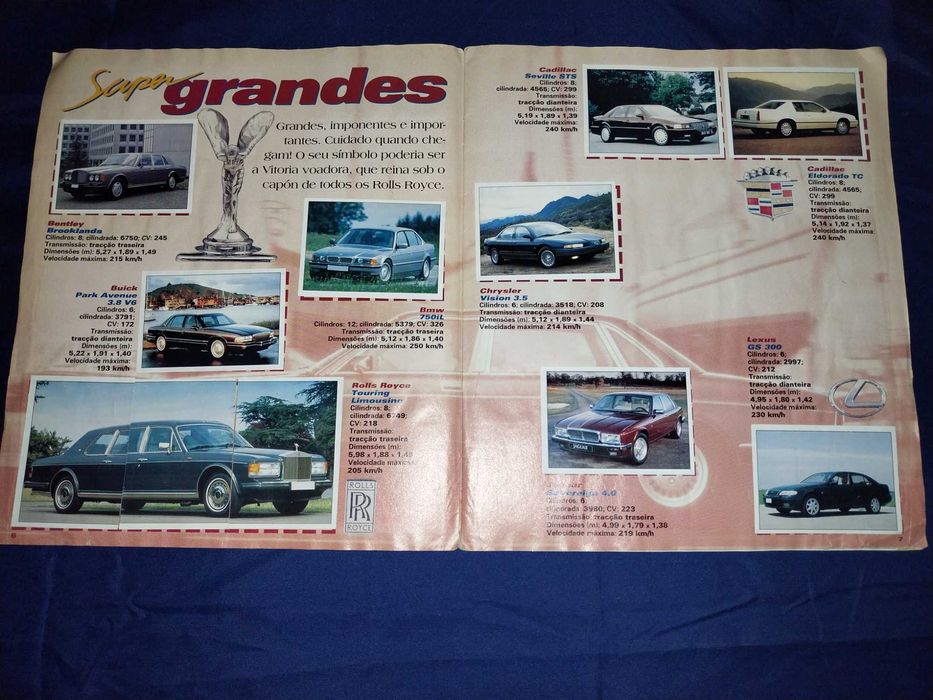 Super
grandes
Grandes, imponentes e impor-
tantes. Cuidado quando che-
gam! O seu símbolo poderia ser
a Vitoria voadora, que reina sob o
capón de todos os Rolls Royce.
Bentley
Brooklands
Cilindros: 8; cilindrada: 6750; CV: 245
Transmissão: tracção traseira
Dimensões (m): 5,27 x 1,89 x 1,49
Velocidade máxima: 215 km/h
Buick
Park Avenue
3.8 V6
Cilindros: 6;
cilindrada: 3791;
CV: 172
Transmissão:
tracção dianteira
Dimensões (m):
5,22 x 1,91 x 1,40
Velocidade máxima:
193 km/h
Bmw
750iL
Cilindros: 12; cilindrada: 5379; CV: 326
Transmissão: tracção traseira
Dimensões (m): 5,12 x 1,86 x 1,40
Velocidade máxima: 250 km/h
Rolls Royce
Touring
Limousine
Cilindros: 8;
cilindrada: 6749;
CV: 218
Transmissão:
tracção traseira
Dimensões (m):
5,98 x 1,88 x
Velocidade máxima:
205 km/h
ROLLS
RR
ROYCE
6
Cadillac
Seville STS
Cilindros: 8;
cilindrada: 4565; CV: 299
Transmissão:
tracção dianteira
Dimensões (m):
5,19 x 1,89 x 1,39
Velocidade máxima:
240 km/h
Cadillac
Eldorado TC
Cilindros: 8;
cilindrada: 4565;
CV: 299
Transmissão:
tracção dianteira
Dimensões (m):
5,14 x 1,92 x 1,37
Velocidade máxima:
240 km/h
Chrysler
Vision 3.5
Cilindros: 6; cilindrada: 3518; CV: 208
Transmissão: tracção dianteira
Dimensões (m): 5,12 x 1,89 x 1,44
Velocidade máxima: 214 km/h
Lexus
GS 300
Cilindros: 6;
cilindrada: 2997;
CV: 212
Transmissão:
tracção dianteira
Dimensões (m):
4,95 x 1,80 x 1,42
Velocidade máxima:
230 km/h
JAGUAR
Jaguar
Sovereign 4.0
Cilindros: 6;
cilindrada: 3980; CV: 223
Transmissão: tracção traseira
Dimensões (m): 4,99 x 1,79 x 1,38
Velocidade máxima: 219 km/h
7